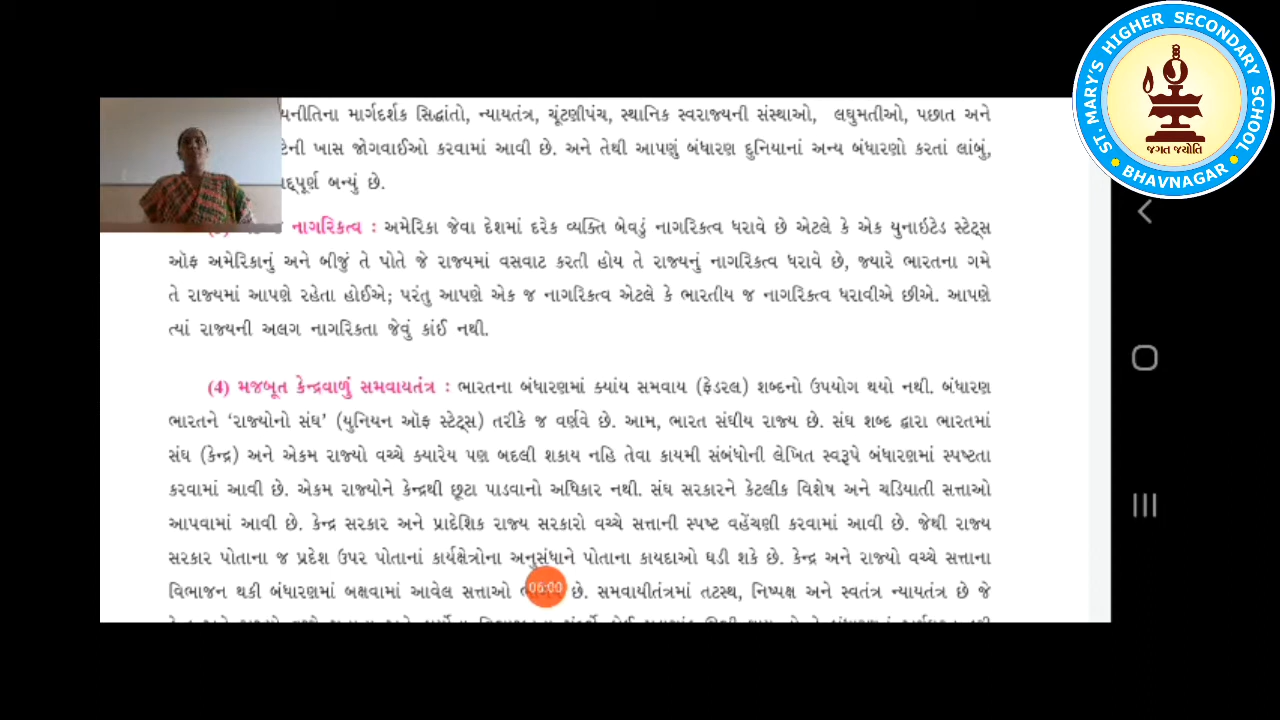 માર્ગદર્શક સિદ્ધાંતો, ન્યાયતંત્ર, ચૂંટણીપંચ, સ્થાનિક સ્વરાજ્યની સંસ્થાઓ, લઘુમતીઓ, પછાત અને
ખાસ જોગવાઈઓ કરવામાં આવી છે. અને તેથી આપણું બંધારણ દુનિયાનાં અન્ય બંધારણો કરતાં લાંબું,
બન્યું છે.
નાગરિકત્વ : અમેરિકા જેવા દેશમાં દરેક વ્યક્તિ બેવડું નાગરિકત્વ ધરાવે છે એટલે કે એક યુનાઇટેડ સ્ટેટ્સ
ઑફ અમેરિકાનું અને બીજું તે પોતે જે રાજ્યમાં વસવાટ કરતી હોય તે રાજ્યનું નાગરિકત્વ ધરાવે છે, જ્યારે ભારતના ગમે
તે રાજ્યમાં આપણે રહેતા હોઈએ; પરંતુ આપણે એક જ નાગરિકત્વ એટલે કે ભારતીય જ નાગરિકત્વ ધરાવીએ છીએ. આપણે
ત્યાં રાજ્યની અલગ નાગરિકતા જેવું કાંઈ નથી.
(4) મજબૂત કેન્દ્રવાળું સમવાયતંત્ર : ભારતના બંધારણમાં ક્યાંય સમવાય (ફેડરલ) શબ્દનો ઉપયોગ થયો નથી. બંધારણ
ભારતને ‘રાજ્યોનો સંઘ’ (યુનિયન ઑફ સ્ટેટ્સ) તરીકે જ વર્ણવે છે. આમ, ભારત સંઘીય રાજ્ય છે. સંઘ શબ્દ દ્વારા ભારતમાં
સંઘ (કેન્દ્ર) અને એકમ રાજ્યો વચ્ચે ક્યારેય પણ બદલી શકાય નહિ તેવા કાયમી સંબંધોની લેખિત સ્વરૂપે બંધારણમાં સ્પષ્ટતા
કરવામાં આવી છે. એકમ રાજ્યોને કેન્દ્રથી છૂટા પાડવાનો અધિકાર નથી. સંઘ સરકારને કેટલીક વિશેષ અને ચડિયાતી સત્તાઓ
આપવામાં આવી છે. કેન્દ્ર સરકાર અને પ્રાદેશિક રાજ્ય સરકારો વચ્ચે સત્તાની સ્પષ્ટ વહેંચણી કરવામાં આવી છે. જેથી રાજ્ય
સરકાર પોતાના જ પ્રદેશ ઉપર પોતાનાં કાર્યક્ષેત્રોના અનુસંધાને પોતાના કાયદાઓ ઘડી શકે છે. કેન્દ્ર અને રાજ્યો વચ્ચે સત્તાના
વિભાજન થકી બંધારણમાં બક્ષવામાં આવેલ સત્તાઓ છે. સમવાયીતંત્રમાં તટસ્થ, નિષ્પક્ષ અને સ્વતંત્ર ન્યાયતંત્ર છે જે
ST. MARY'S HIGHER SECONDARY SCHOOL
BHAVNAGAR
જગત જ્યોતિ